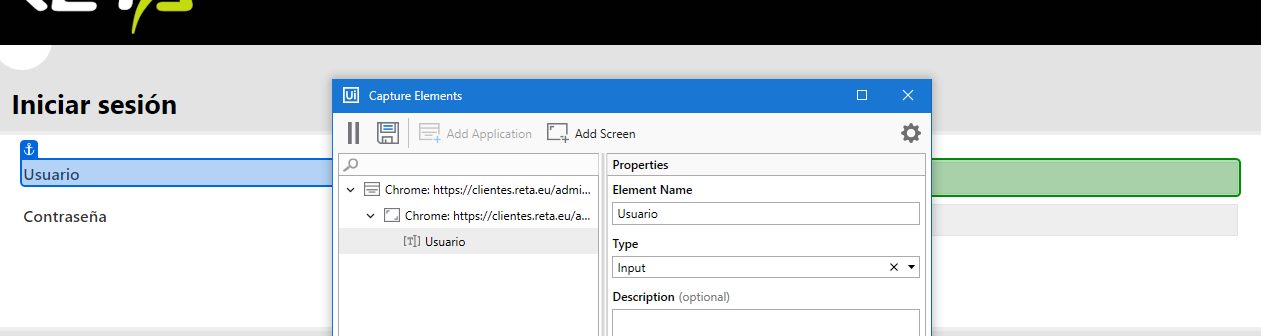 Iniciar sesión
Usuario
Contraseña
Ui Capture Elements
Add Application Add Screen
Chrome: https://clientes.reta.eu/admi...
Chrome: https://clientes.reta.eu/a...
Usuario
Properties
Element Name
Usuario
Type
Input
Description (optional)